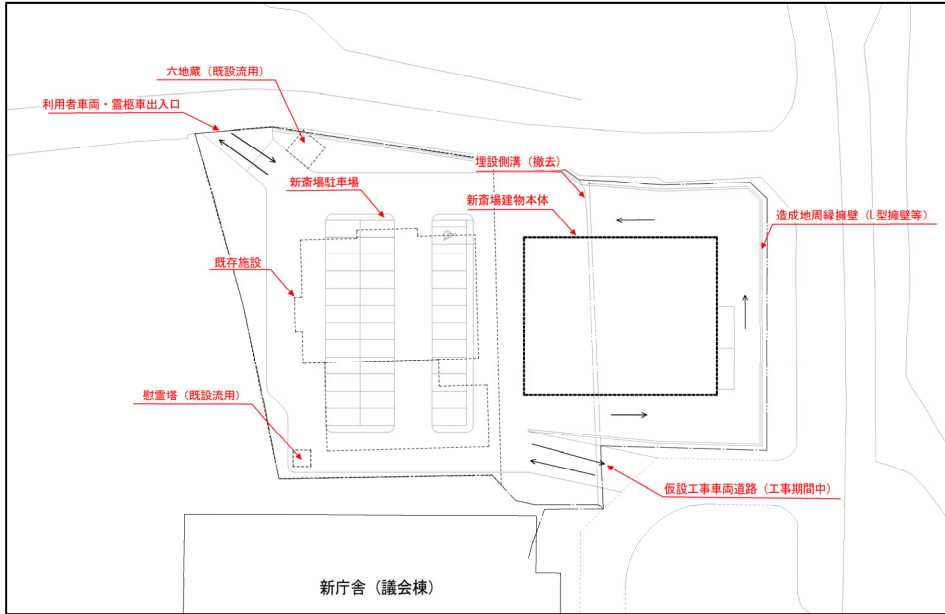 六地蔵（既設流用）
利用者車両・霊柩車出入口
埋設側溝（撤去）
新斎場駐車場
新斎場建物本体
造成地周縁擁壁（L型擁壁等）
既存施設
慰霊塔（既設流用）
仮設工事車両道路（工事期間中）
新庁舎（議会棟）